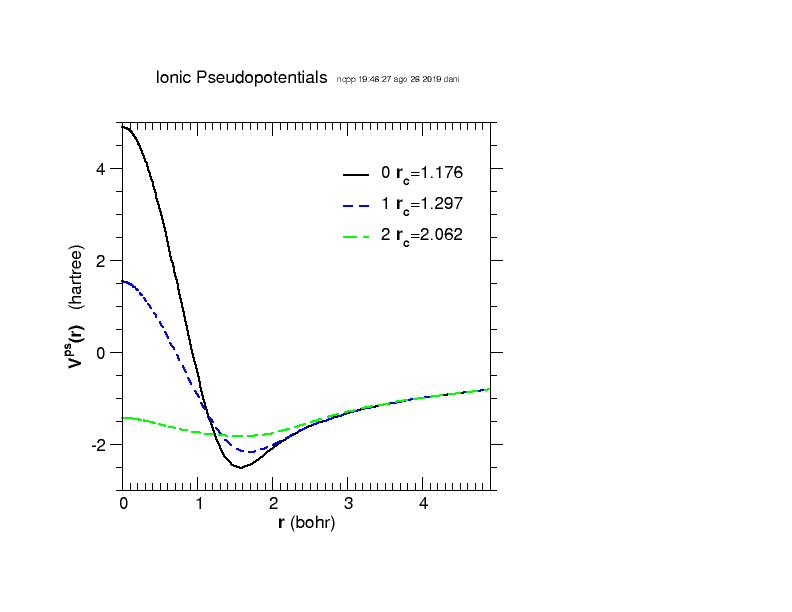 Ionic Pseudopotentials ncpp 19:46:27 ago 26 2019 dani
0 rc=1.176
1 rc=1.297
2 rc=2.062
4
2
0
-2
Vps(r) (hartree)
0 1 2 3 4
r (bohr)